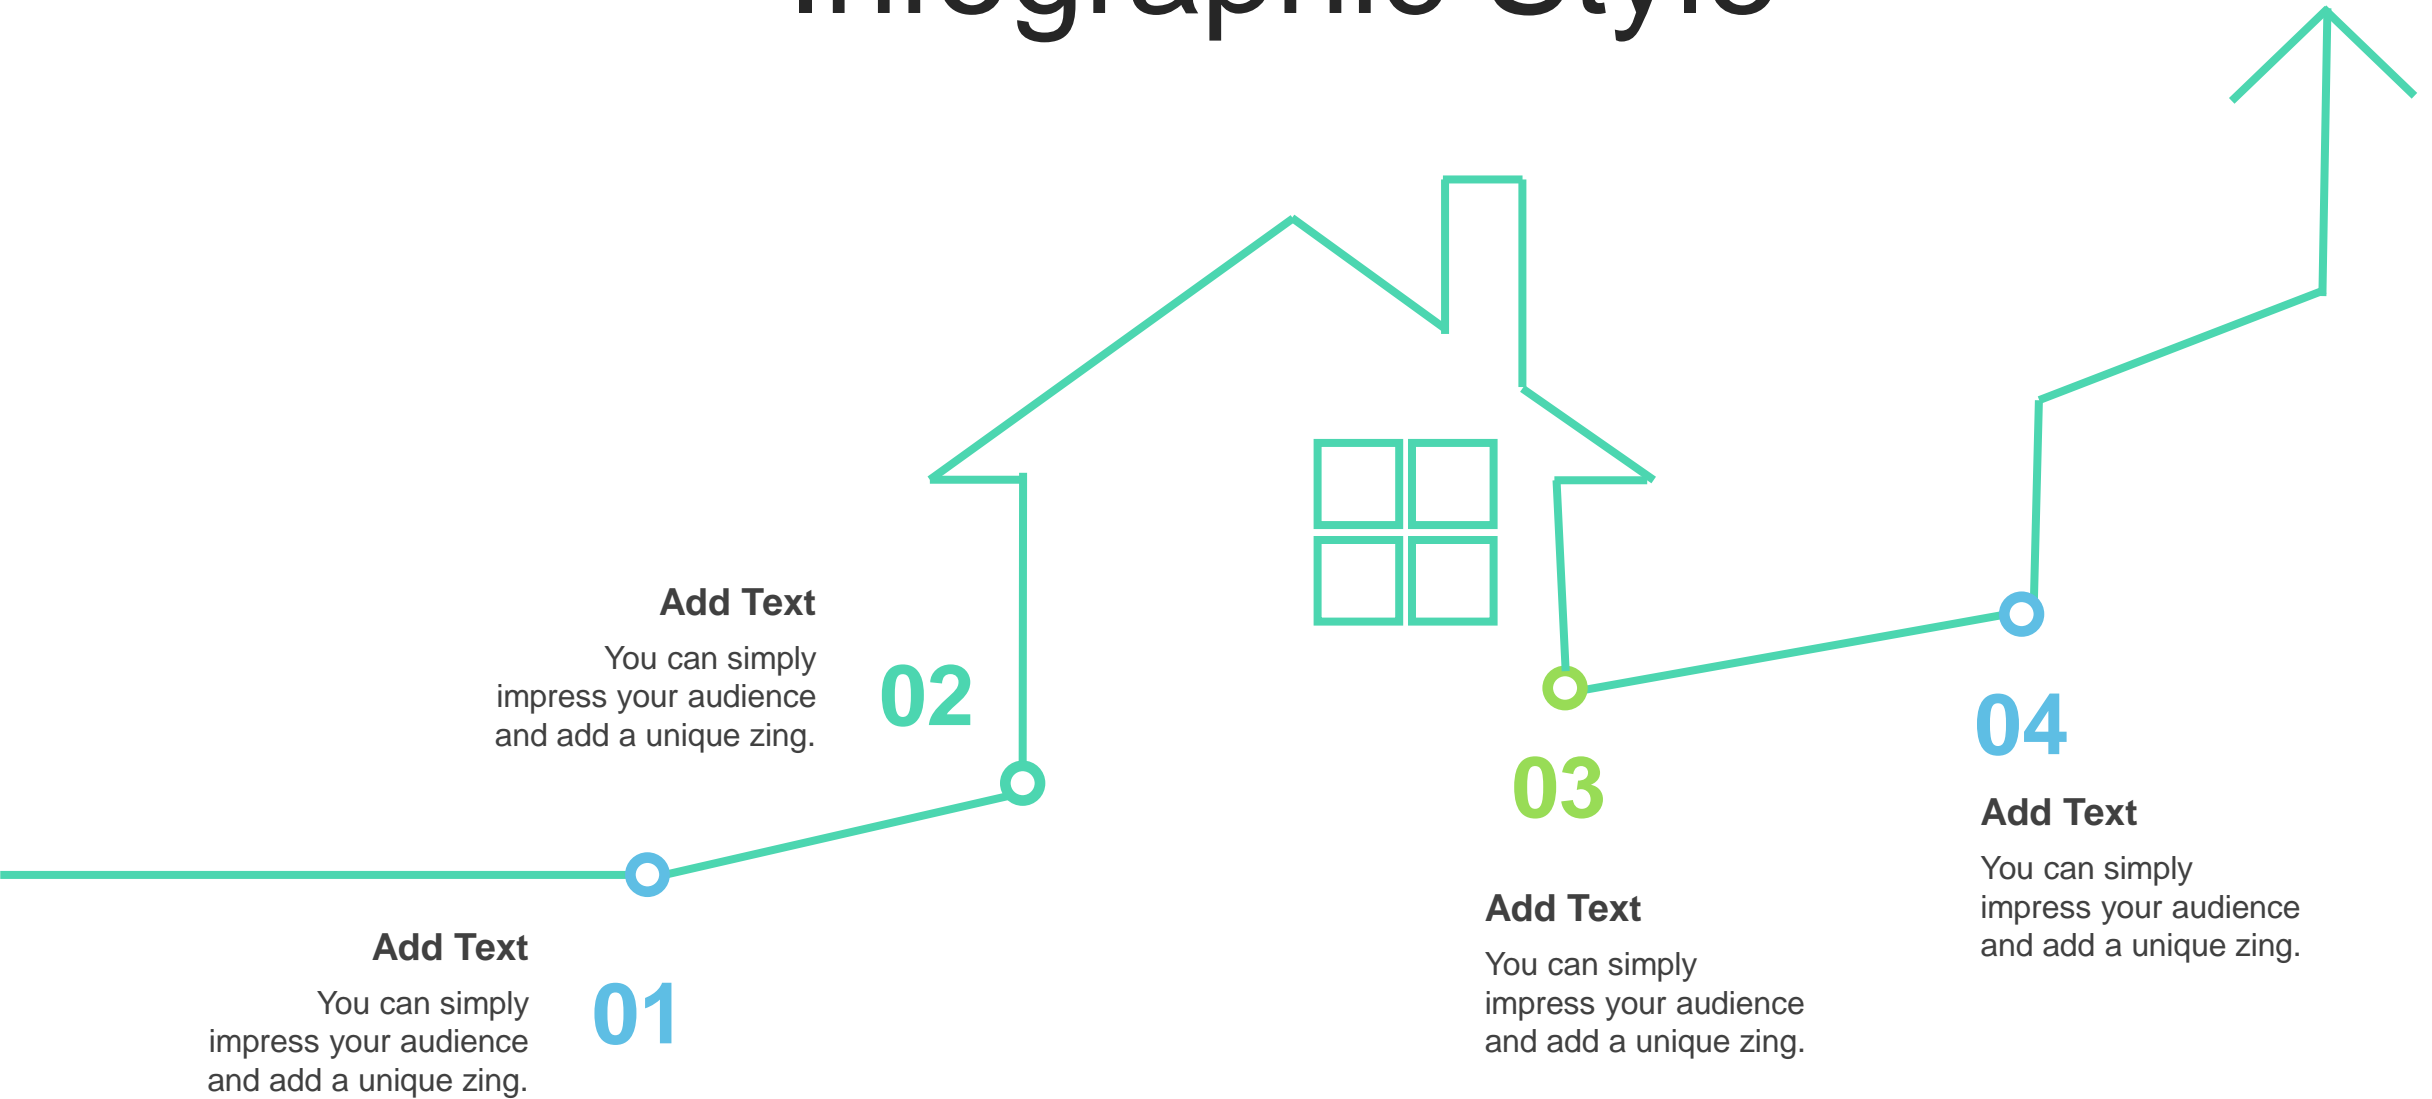 Infographic Style
Add Text
You can simply
impress your audience
and add a unique zing.
02
Add Text
You can simply
impress your audience
and add a unique zing.
01
03
Add Text
You can simply
impress your audience
and add a unique zing.
04
Add Text
You can simply
impress your audience
and add a unique zing.